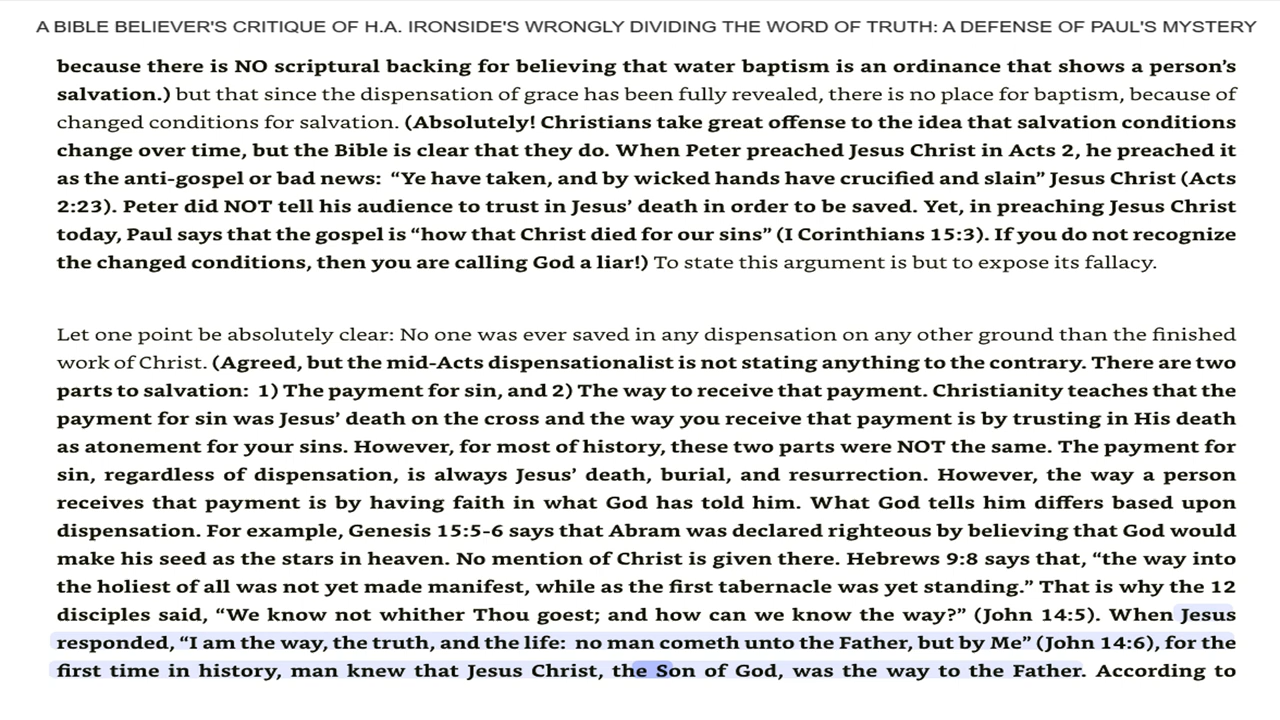 A BIBLE BELIEVER'S CRITIQUE OF H.A. IRONSIDE'S WRONGLY DIVIDING THE WORD OF TRUTH: A DEFENSE OF PAUL'S MYSTERY
because there is NO scriptural backing for believing that water baptism is an ordinance that shows a person's
salvation.) but that since the dispensation of grace has been fully revealed, there is no place for baptism, because of
changed conditions for salvation. (Absolutely! Christians take great offense to the idea that salvation conditions
change over time, but the Bible is clear that they do. When Peter preached Jesus Christ in Acts 2, he preached it
as the anti-gospel or bad news: “Ye have taken, and by wicked hands have crucified and slain” Jesus Christ (Acts
2:23). Peter did NOT tell his audience to trust in Jesus’ death in order to be saved. Yet, in preaching Jesus Christ
today, Paul says that the gospel is “how that Christ died for our sins” (I Corinthians 15:3). If you do not recognize
the changed conditions, then you are calling God a liar!) To state this argument is but to expose its fallacy.
Let one point be absolutely clear: No one was ever saved in any dispensation on any other ground than the finished
work of Christ. (Agreed, but the mid-Acts dispensationalist is not stating anything to the contrary. There are two
parts to salvation: 1) The payment for sin, and 2) The way to receive that payment. Christianity teaches that the
payment for sin was Jesus’ death on the cross and the way you receive that payment is by trusting in His death
as atonement for your sins. However, for most of history, these two parts were NOT the same. The payment for
sin, regardless of dispensation, is always Jesus’ death, burial, and resurrection. However, the way a person
receives that payment is by having faith in what God has told him. What God tells him differs based upon
dispensation. For example, Genesis 15:5-6 says that Abram was declared righteous by believing that God would
make his seed as the stars in heaven. No mention of Christ is given there. Hebrews 9:8 says that, “the way into
the holiest of all was not yet made manifest, while as the first tabernacle was yet standing.” That is why the 12
disciples said, “We know not whither Thou goest; and how can we know the way?” (John 14:5). When Jesus
responded, “I am the way, the truth, and the life: no man cometh unto the Father, but by Me” (John 14:6), for the
first time in history, man knew that Jesus Christ, the Son of God, was the way to the Father. According to